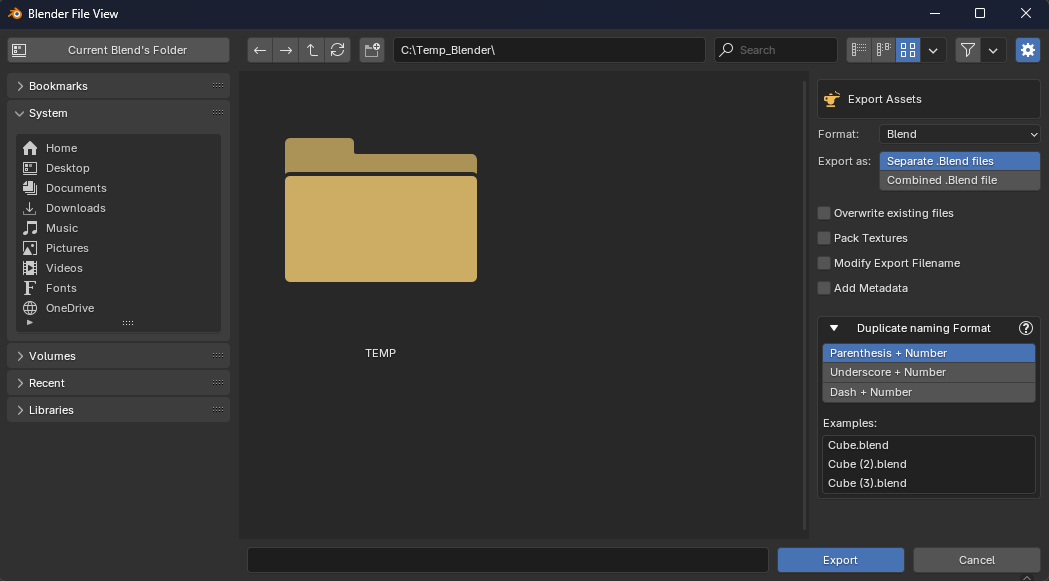 Blender File View
Current Blend's Folder
C:\Temp_Blender\
Search
Bookmarks
System
Home
Desktop
Documents
Downloads
Music
Pictures
Videos
Fonts
OneDrive
Volumes
Recent
Libraries
TEMP
Export Assets
Format:
Blend
Export as:
Separate .Blend files
Combined .Blend file
Overwrite existing files
Pack Textures
Modify Export Filename
Add Metadata
Duplicate naming Format
Parenthesis + Number
Underscore + Number
Dash + Number
Examples:
Cube.blend
Cube (2).blend
Cube (3).blend
Export
Cancel